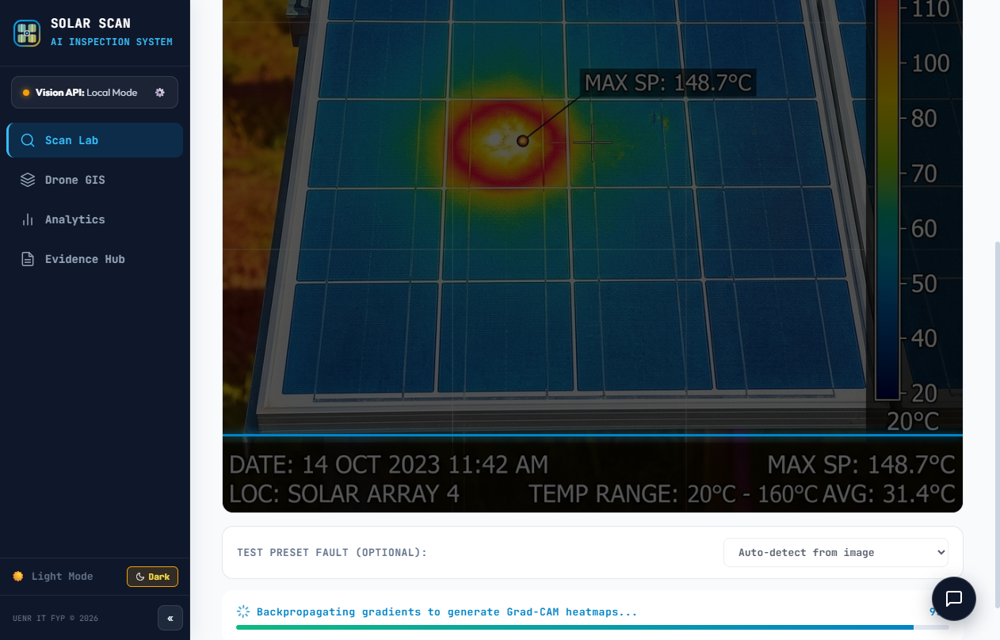 SOLAR SCAN
AI INSPECTION SYSTEM
Vision API: Local Mode
Scan Lab
Drone GIS
Analytics
Evidence Hub
Light Mode
Dark
UENR IT FYP © 2026
«
MAX SP: 148.7°C
110
100
80
70
60
50
40
20
20°C
DATE: 14 OCT 2023 11:42 AM
MAX SP: 148.7°C
LOC: SOLAR ARRAY 4
TEMP RANGE: 20°C - 160°C AVG: 31.4°C
TEST PRESET FAULT (OPTIONAL):
Auto-detect from image
Backpropagating gradients to generate Grad-CAM heatmaps...